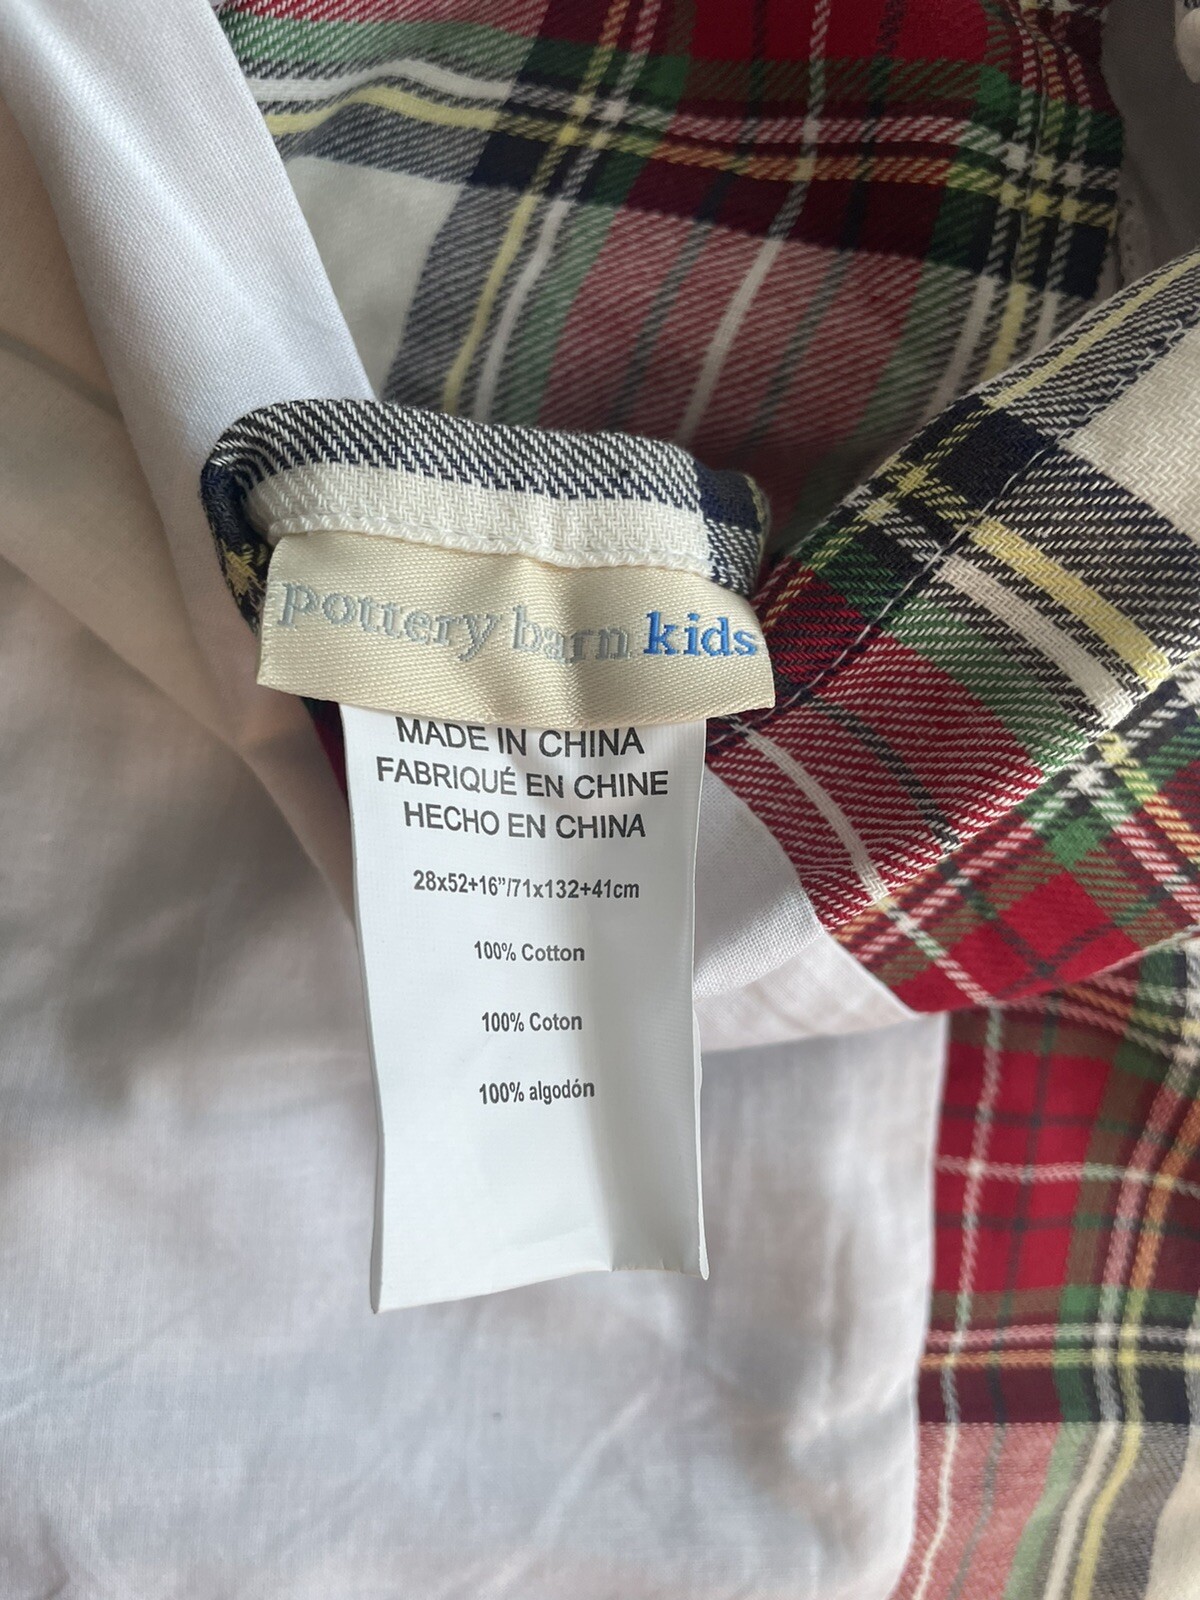 pottery barn kids
MADE IN CHINA
FABRIQUÉ EN CHINE
HECHO EN CHINA
28x52+16”/71x132+41cm
100% Cotton
100% Coton
100% algodón